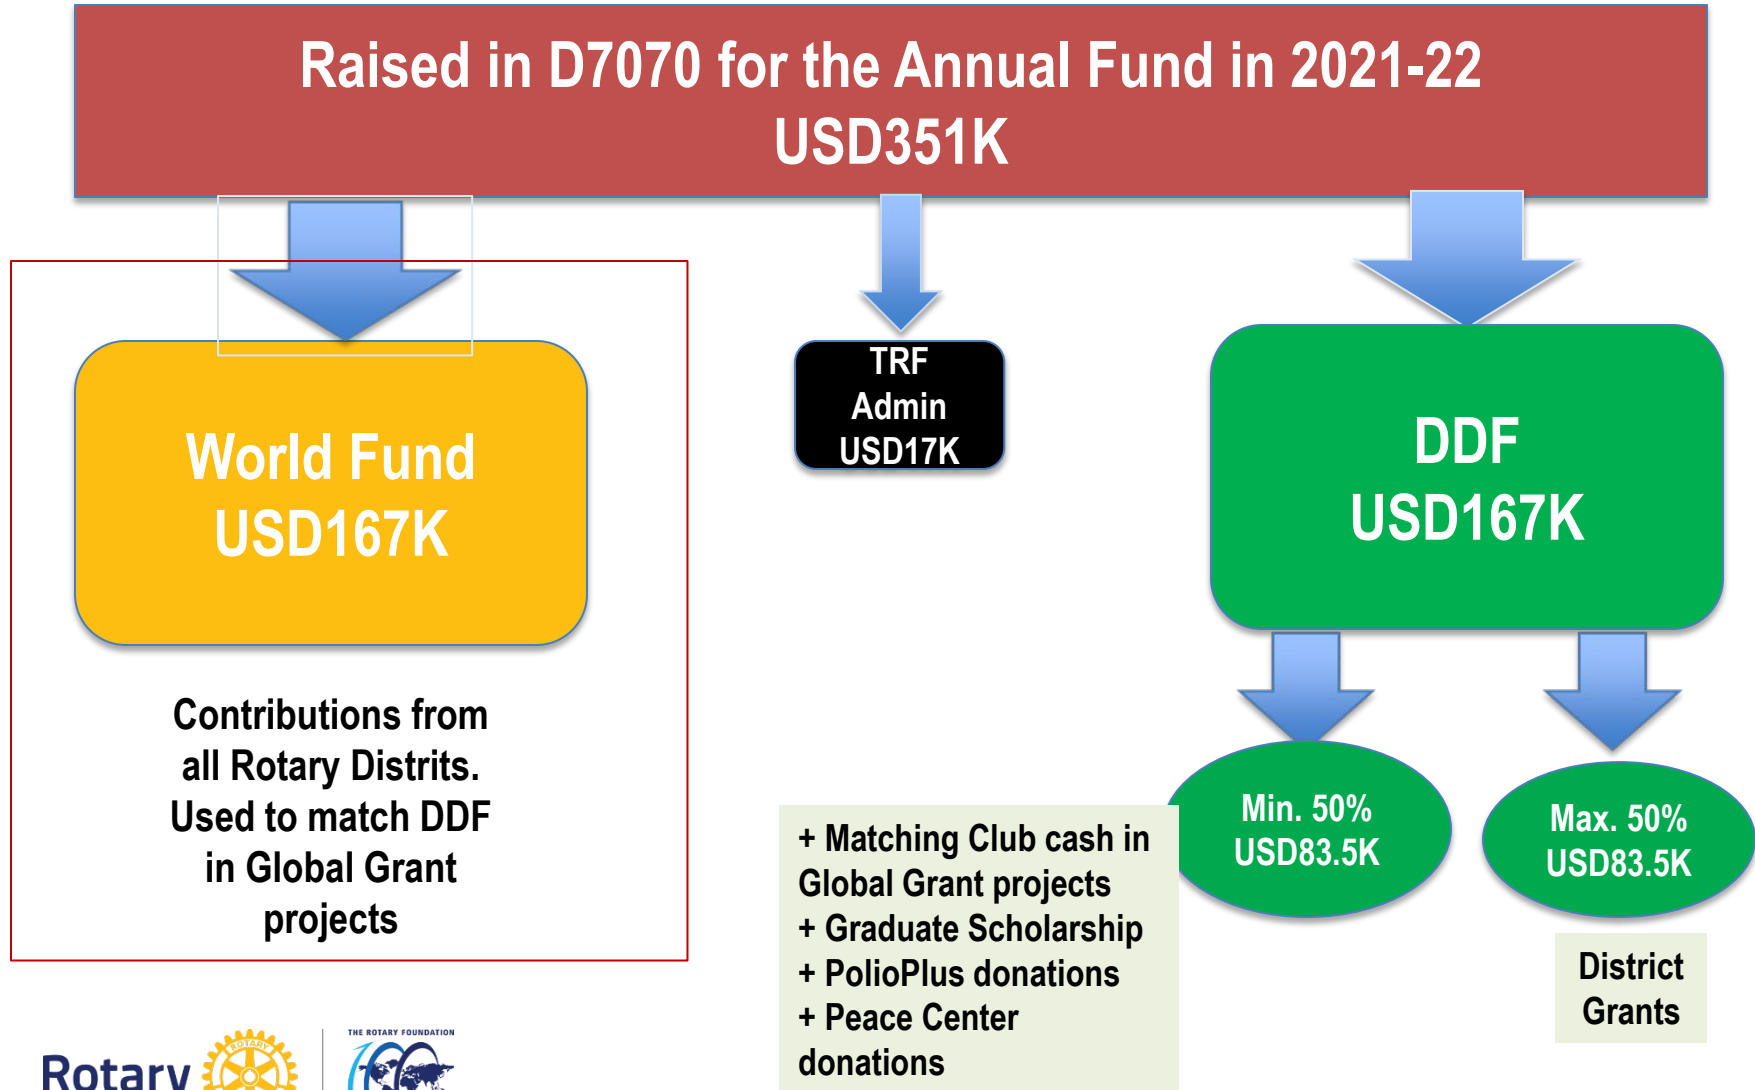 Raised in D7070 for the Annual Fund in 2021-22
USD351K
World Fund
USD167K
TRF
Admin
USD17K
DDF
USD167K
Contributions from
all Rotary Distrits.
Used to match DDF
in Global Grant
projects
Min. 50%
USD83.5K
Max. 50%
USD83.5K
+ Matching Club cash in
Global Grant projects
+ Graduate Scholarship
+ PolioPlus donations
+ Peace Center
donations
District
Grants
Rotary
ROTARY
THE ROTARY FOUNDATION
100